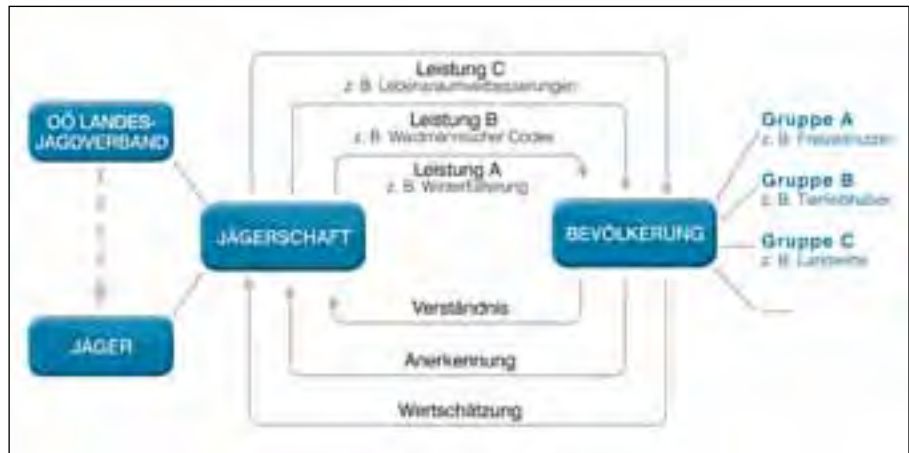 Leistung C
z. B. Lebensraumverbesserungen
Leistung B
z. B. Waidmännischer Codex
Leistung A
z. B. Winterfütterung
OÖ LANDES-
JAGDVERBAND
JÄGERSCHAFT
JÄGER
BEVÖLKERUNG
Gruppe A
z. B. Freizeitnutzer
Gruppe B
z. B. Tierliebhaber
Gruppe C
z. B. Landwirte
Verständnis
Anerkennung
Wertschätzung